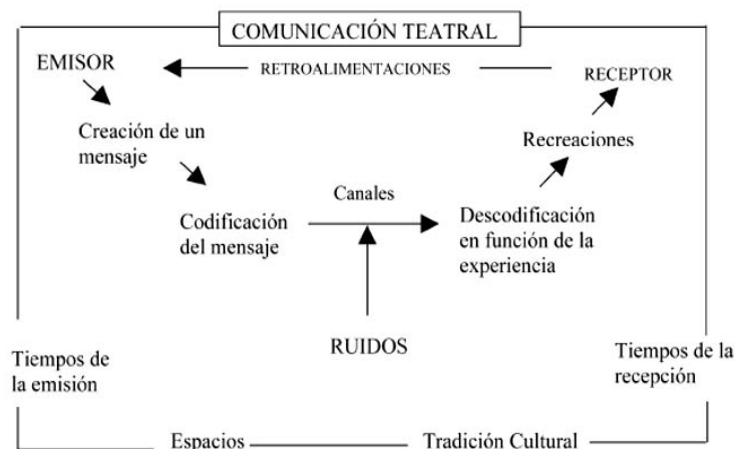 COMUNICACIÓN TEATRAL
EMISOR
RETROALIMENTACIONES
RECEPTOR
Creación de un
mensaje
Recreaciones
Canales
Codificación
del mensaje
Descodificación
en función de la
experiencia
RUIDOS
Tiempos de
la emisión
Tiempos de la
recepción
Espacios
Tradición Cultural